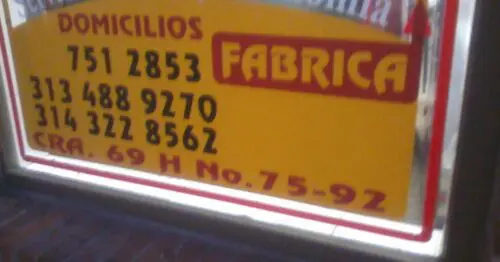 DOMICILIOS
751 2853
FABRICA
313 488 9270
314 322 8562
CRA. 69 H No. 75-92